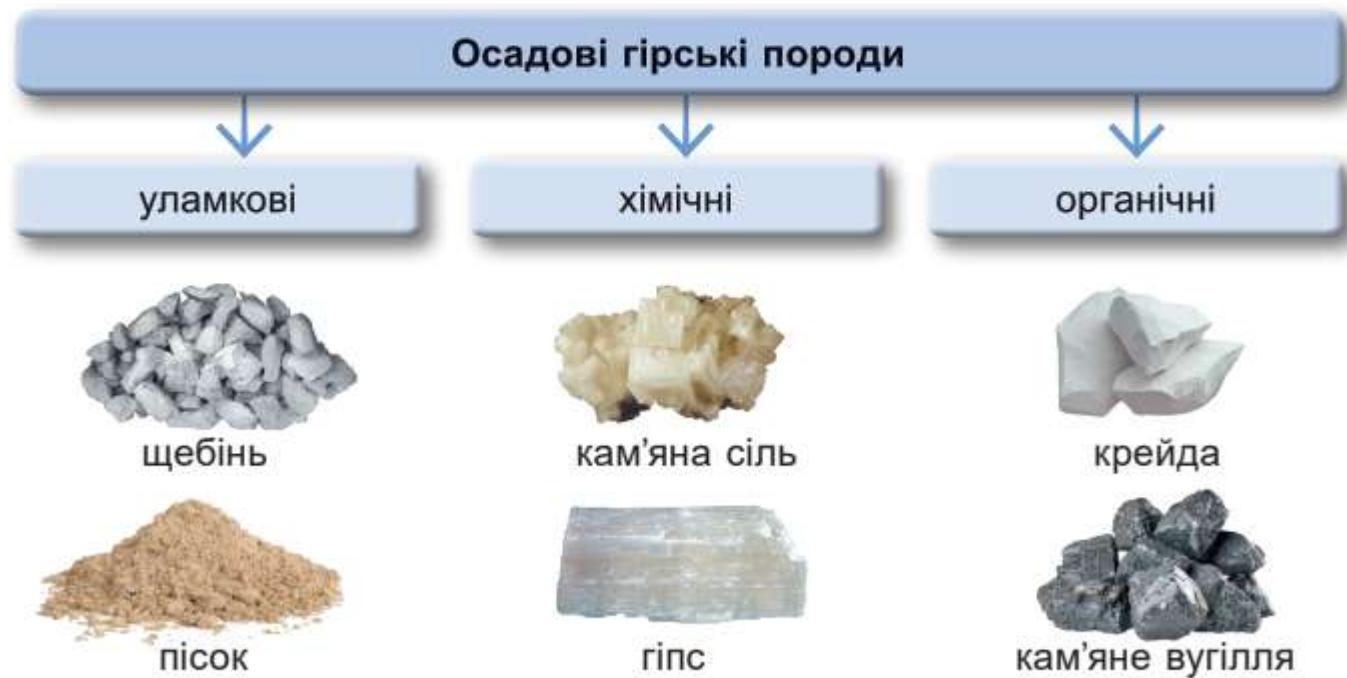 Осадові гірські породи
уламкові
хімічні
органічні
щебінь
кам'яна сіль
крейда
пісок
гіпс
кам'яне вугілля